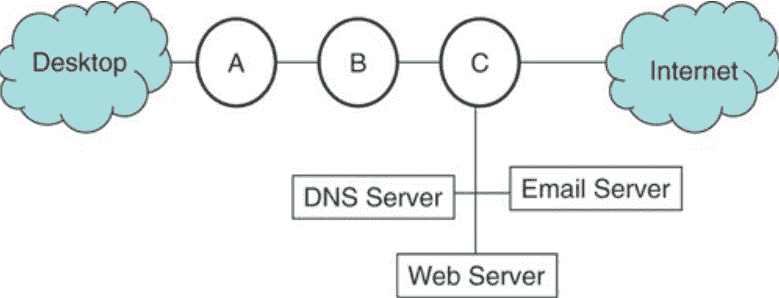 Desktop
A
B
C
Internet
DNS Server
Email Server
Web Server